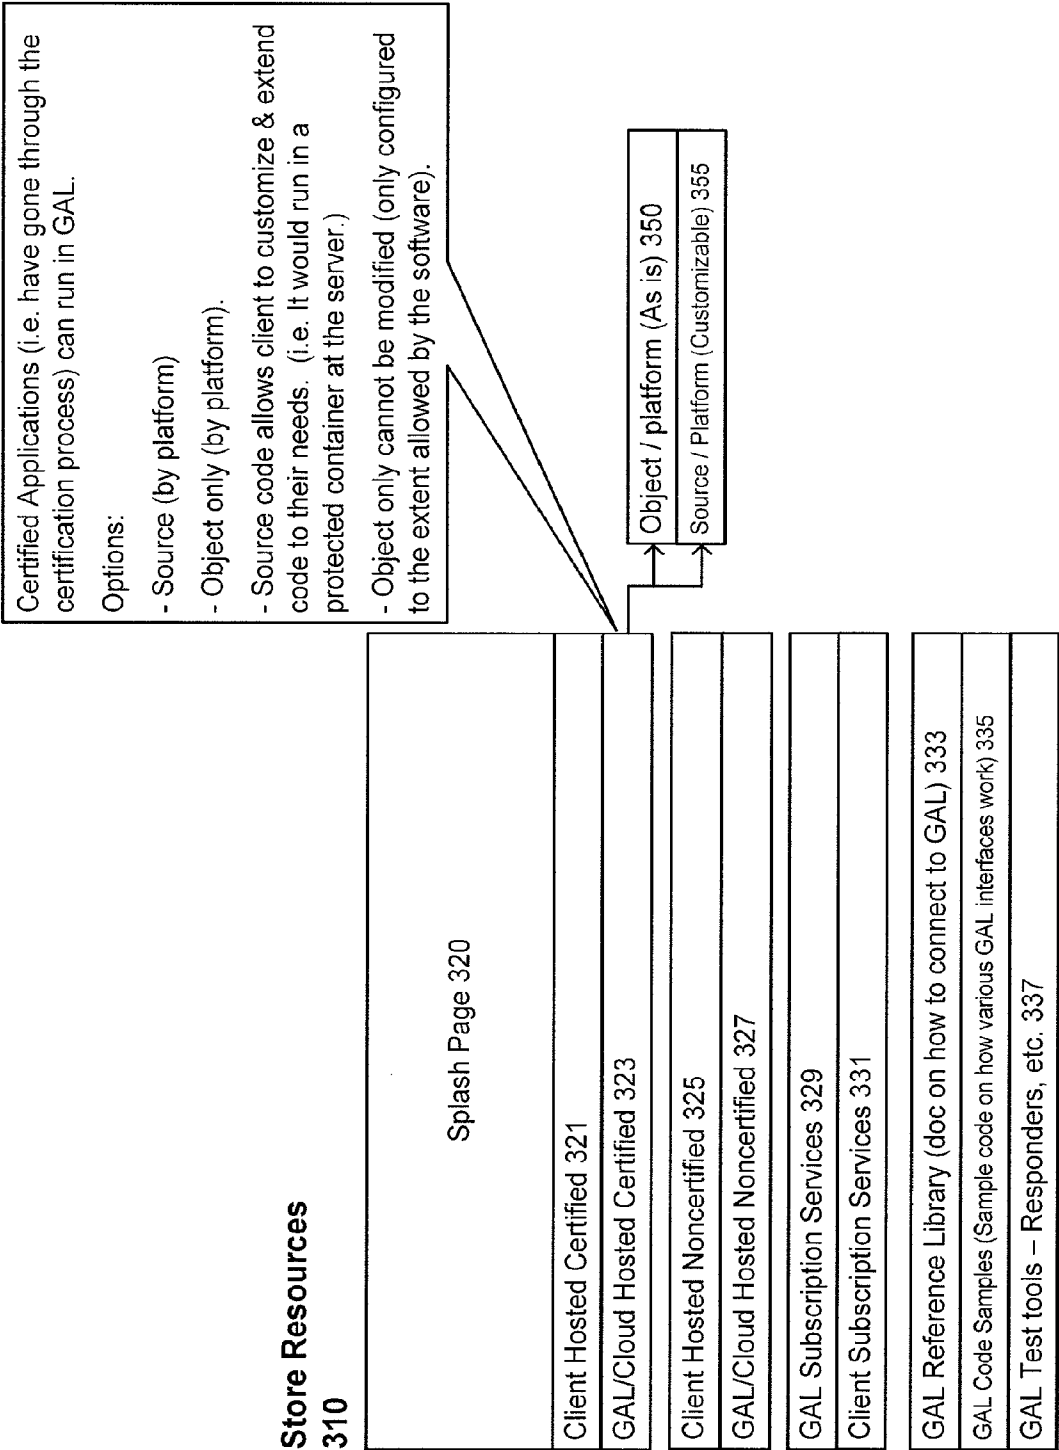 Store Resources
310
Splash Page 320
Client Hosted Certified 321
GAL/Cloud Hosted Certified 323
Client Hosted Noncertified 325
GAL/Cloud Hosted Noncertified 327
GAL Subscription Services 329
Client Subscription Services 331
GAL Reference Library (doc on how to connect to GAL) 333
GAL Code Samples (Sample code on how various GAL interfaces work) 335
GAL Test tools – Responders, etc. 337
Certified Applications (i.e. have gone through the
certification process) can run in GAL.
Options:
- Source (by platform)
- Object only (by platform).
- Source code allows client to customize & extend
code to their needs. (i.e. It would run in a
protected container at the server.)
- Object only cannot be modified (only configured
to the extent allowed by the software).
Object / platform (As is) 350
Source / Platform (Customizable) 355